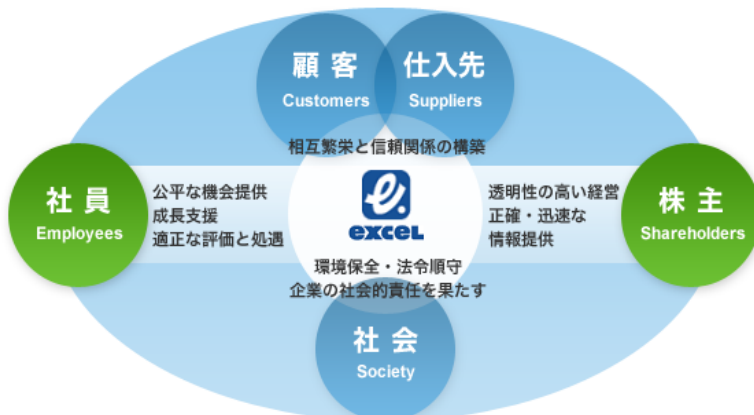 顧客
Customers
仕入先
Suppliers
相互繁栄と信頼関係の構築
社員
Employees
公平な機会提供
成長支援
適正な評価と処遇
e.
excel
透明性の高い経営
正確・迅速な
情報提供
株主
Shareholders
環境保全・法令順守
企業の社会的責任を果たす
社会
Society